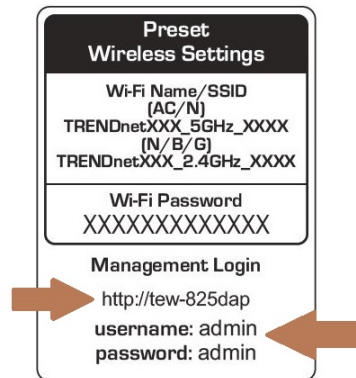 Preset
Wireless Settings
Wi-Fi Name/SSID
(AC/N)
TRENDnetXXX_5GHz_XXXX
(N/B/G)
TRENDnetXXX_2.4GHz_XXXX
Wi-Fi Password
XXXXXXXXXXXXX
Management Login
http://tew-825dap
username: admin
password: admin